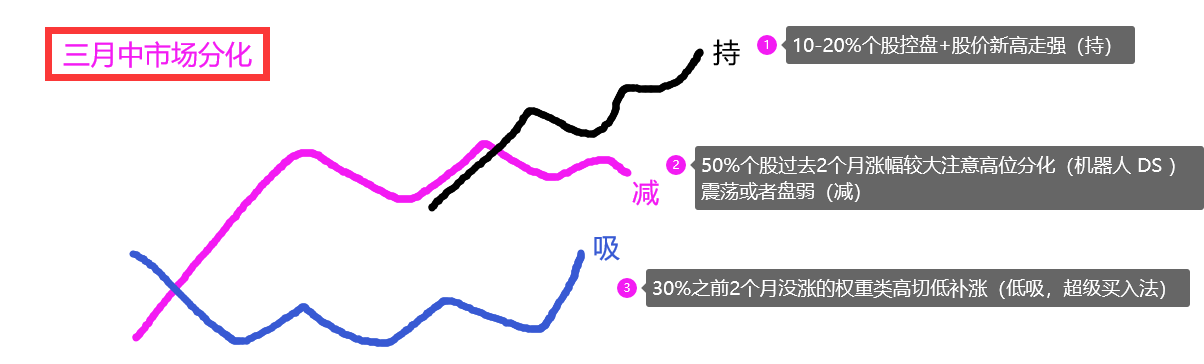 三月中市场分化
持
1
10-20%个股控盘+股价新高走强（持）
2
50%个股过去2个月涨幅较大注意高位分化（机器人 DS ）
震荡或者盘弱（减）
减
吸
3
30%之前2个月没涨的权重类高切低补涨（低吸，超级买入法）